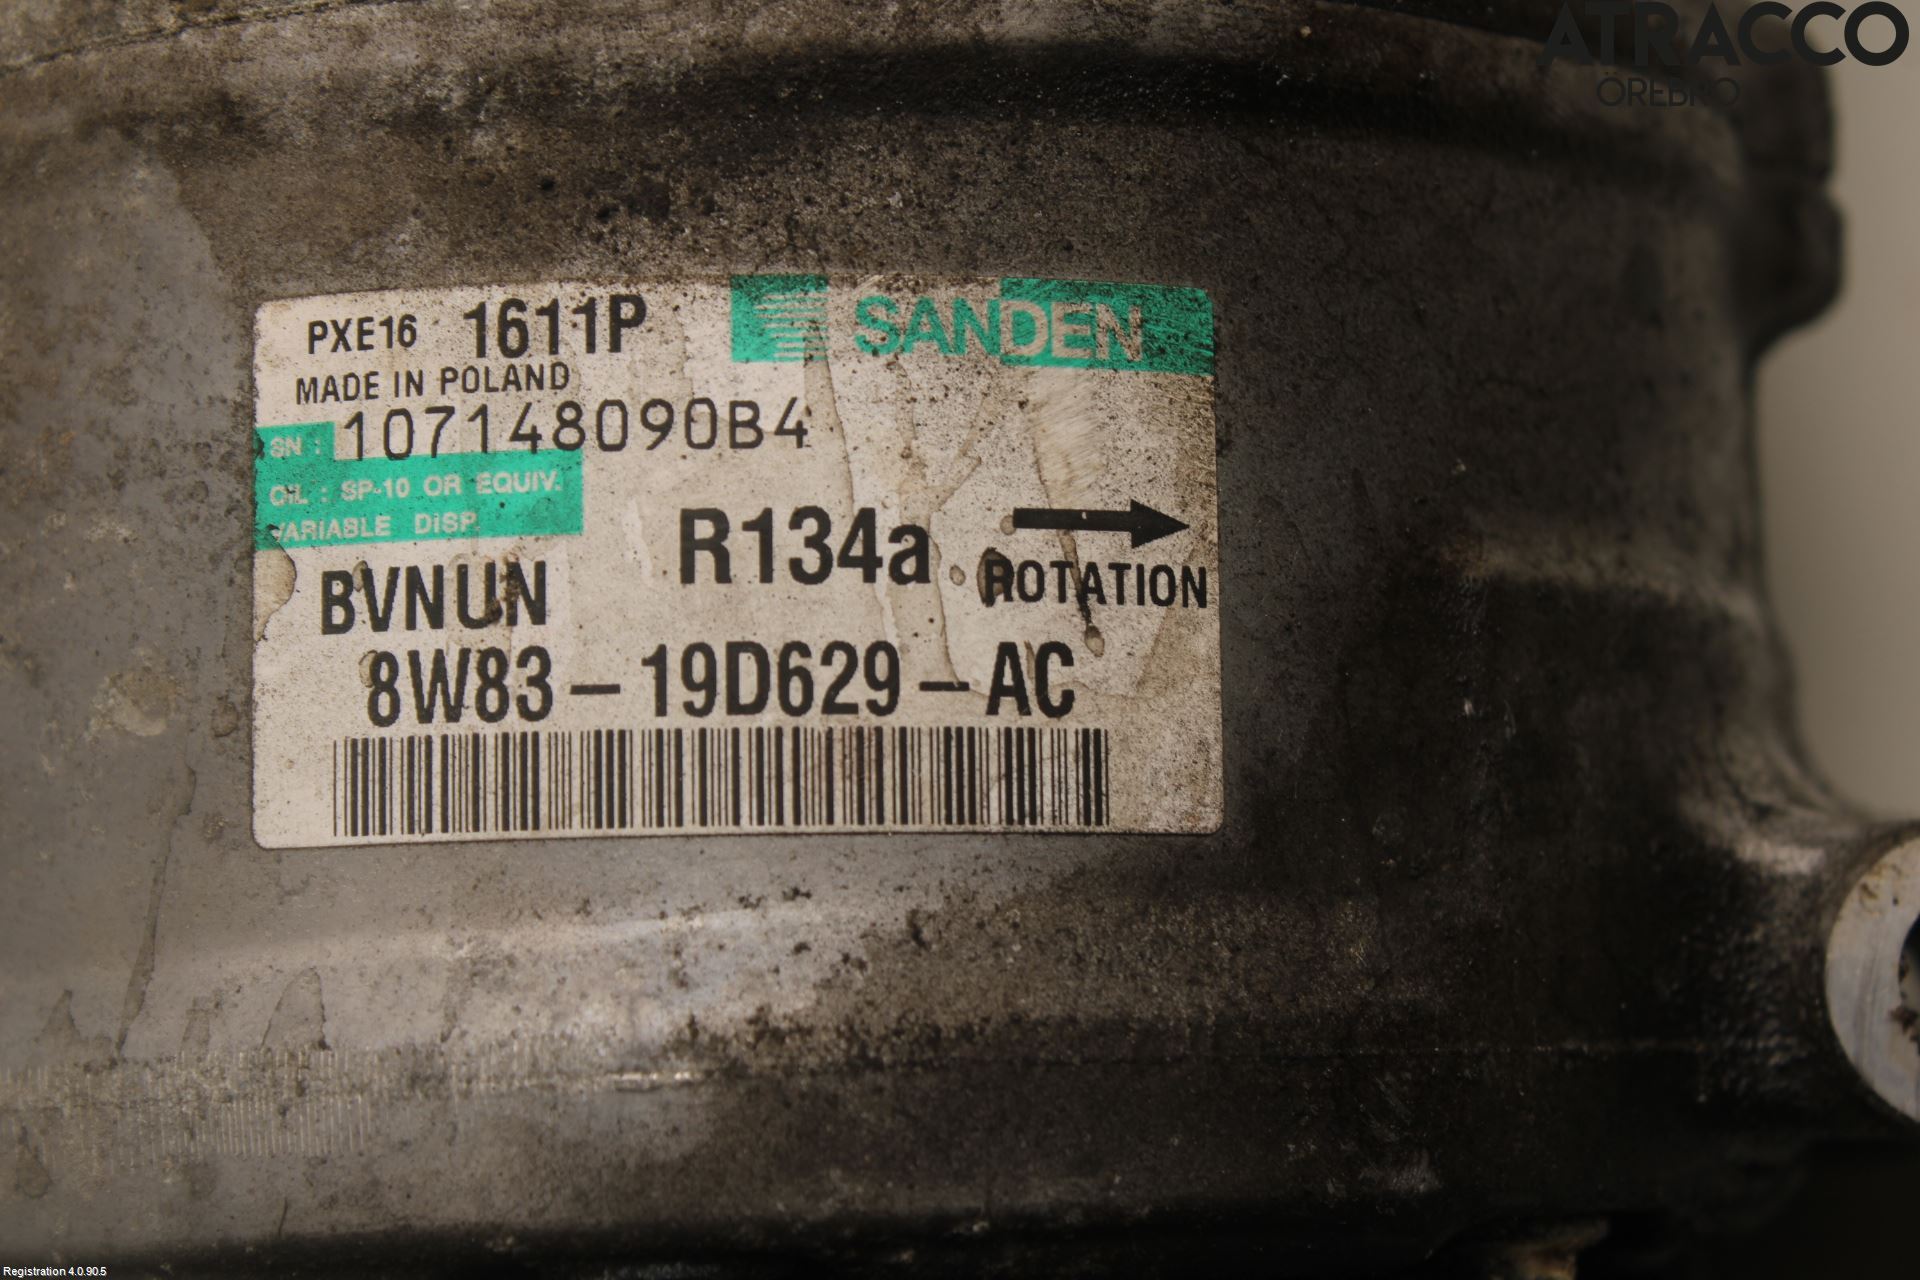 ATRACCO
ÖREBRO
PXE16 1611P SANDEN
MADE IN POLAND
SN : 107148090B4
OIL : SP-10 OR EQUIV.
VARIABLE DISP.
R134a
ROTATION
BVNUN
8W83-19D629-AC
Registration 4.0.90.5